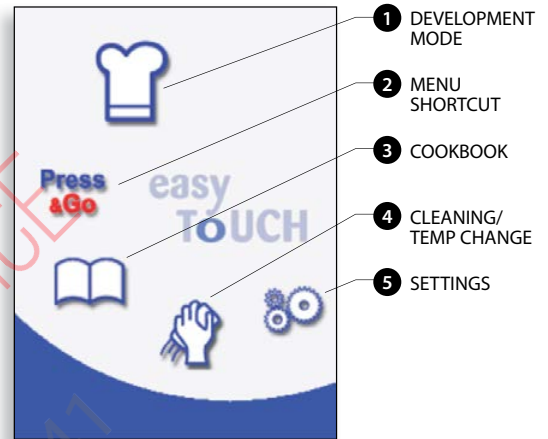 1 DEVELOPMENT
MODE
2 MENU
SHORTCUT
3 COOKBOOK
4 CLEANING/
TEMP CHANGE
5 SETTINGS
Press
&Go
easy
ToUCH